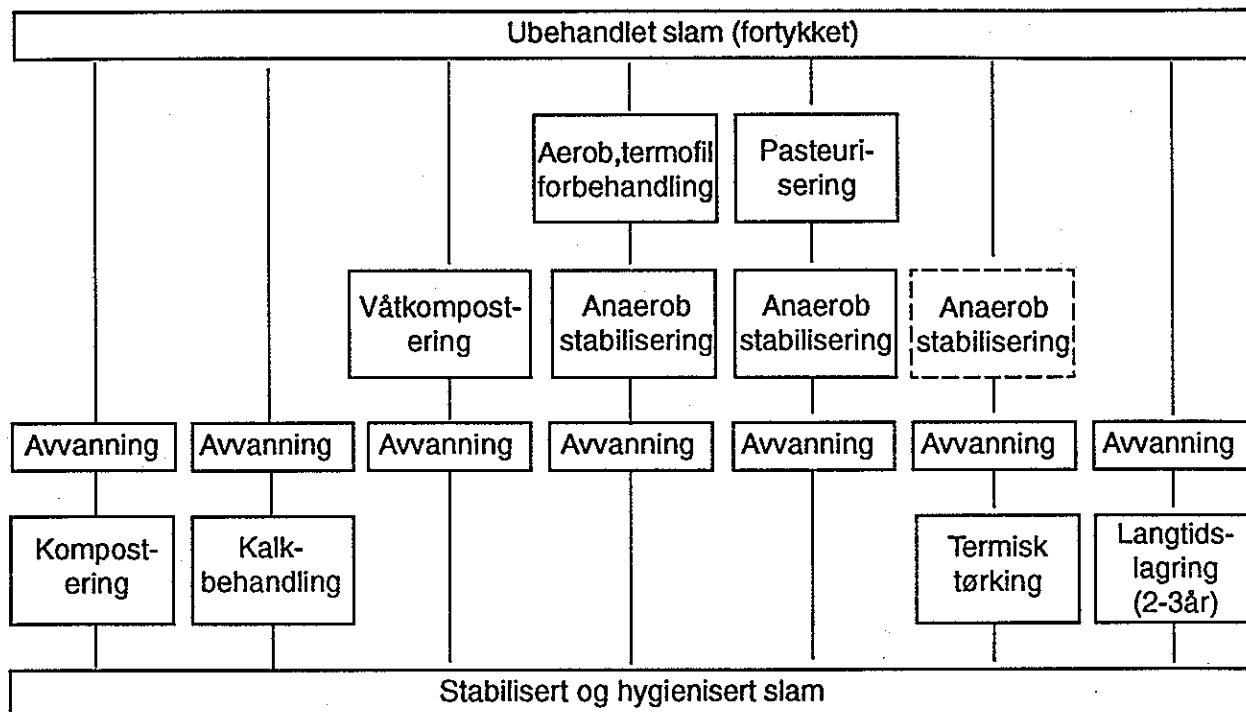 Ubehandlet slam (fortykket)
Aerob,termofil
forbehandling
Pasteuri-
sering
Våtkompost-
ering
Anaerob
stabilisering
Anaerob
stabilisering
Anaerob
stabilisering
Avvanning
Avvanning
Avvanning
Avvanning
Avvanning
Avvanning
Avvanning
Kompost-
ering
Kalk-
behandling
Termisk
tørking
Langtids-
lagring
(2-3år)
Stabilisert og hygienisert slam